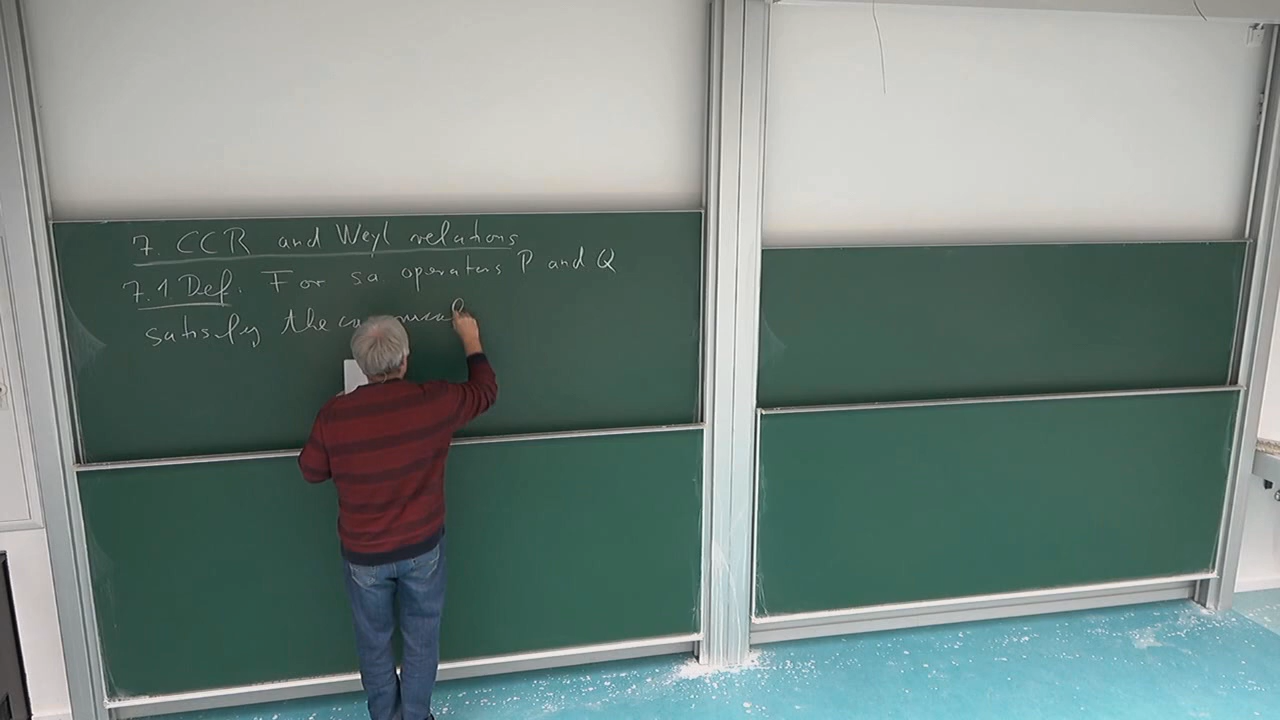 7. CCR and Weyl relations
7.1. Def. For sa operators P and Q
satisfy the